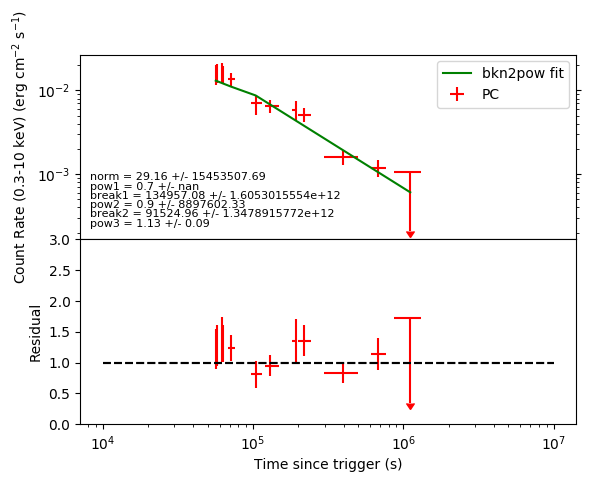 Count Rate (0.3-10 keV) (erg cm⁻² s⁻¹)
10⁻²
10⁻³
bkn2pow fit
PC
norm = 29.16 +/- 15453507.69
pow1 = 0.7 +/- nan
break1 = 134957.08 +/- 1.6053015554e+12
pow2 = 0.9 +/- 8897602.33
break2 = 91524.96 +/- 1.3478915772e+12
pow3 = 1.13 +/- 0.09
Residual
3.0
2.5
2.0
1.5
1.0
0.5
0.0
10⁴ 10⁵ 10⁶ 10⁷
Time since trigger (s)